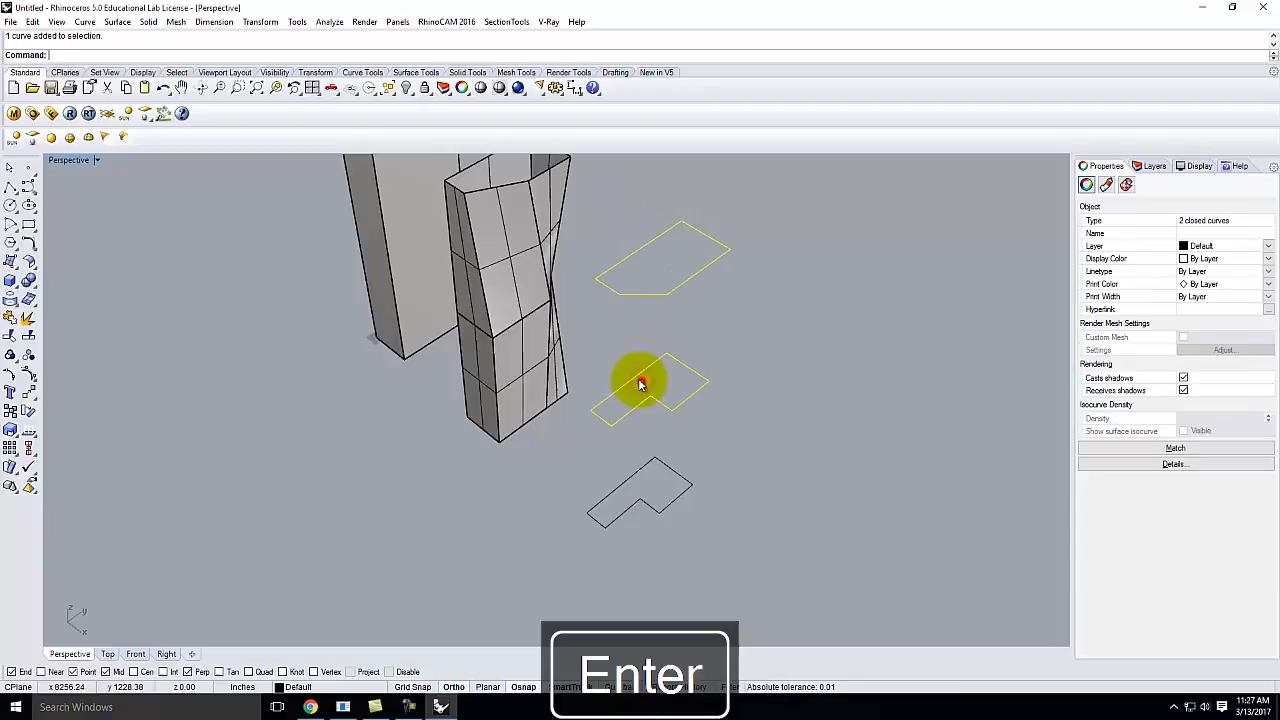 Untitled - Rhinoceros 5.0 Educational Lab License - [Perspective]
File Edit View Curve Surface Solid Mesh Dimension Transform Tools Analyze Render Panels RhinoCAM 2016 SectionTools V-Ray Help
1 curve added to selection.
Command:
Standard CPlanes Set View Display Select Viewport Layout Visibility Transform Curve Tools Surface Tools Solid Tools Mesh Tools Render Tools Drafting New in V5
Perspective
Properties Layers Display Help
Object
Type 2 closed curves
Name
Layer Default
Display Color By Layer
Linetype By Layer
Print Color By Layer
Print Width By Layer
Hyperlink
Render Mesh Settings
Custom Mesh
Settings Adjust...
Rendering
Casts shadows
Receives shadows
Isocurve Density
Density
Show surface isocurve Visible
Match
Details...
z y
x
Enter
Perspective Top Front Right
End Near Point Mid Cen Int Perp Tan Quad Knot Vertex Project Disable
CPlane x 8256.24 y 1228.38 z 0.00 Inches Default Grid Snap Ortho Planar Osnap Absolute tolerance: 0.01
Search Windows
11:27 AM
3/13/2017